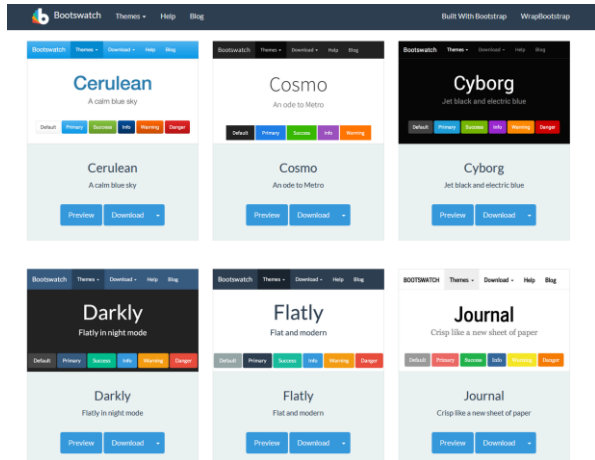 Bootswatch Themes Help Blog Built With Bootstrap WrapBootstrap
Bootswatch Themes Download Help Blog
Cerulean
A calm blue sky
Default Primary Success Info Warning Danger
Cerulean
A calm blue sky
Preview Download
Bootswatch Themes Download Help Blog
Cosmo
An ode to Metro
Default Primary Success Info Warning
Cosmo
An ode to Metro
Preview Download
Bootswatch Themes Download Help Blog
Cyborg
Jet black and electric blue
Default Primary Success Info Warning Danger
Cyborg
Jet black and electric blue
Preview Download
Bootswatch Themes Download Help Blog
Darkly
Flatly in night mode
Default Primary Success Info Warning Danger
Darkly
Flatly in night mode
Preview Download
Bootswatch Themes Download Help Blog
Flatly
Flat and modern
Default Primary Success Info Warning Danger
Flatly
Flat and modern
Preview Download
BOOTSWATCH Themes Download Help Blog
Journal
Crisp like a new sheet of paper
Default Primary Success Info Warning Danger
Journal
Crisp like a new sheet of paper
Preview Download